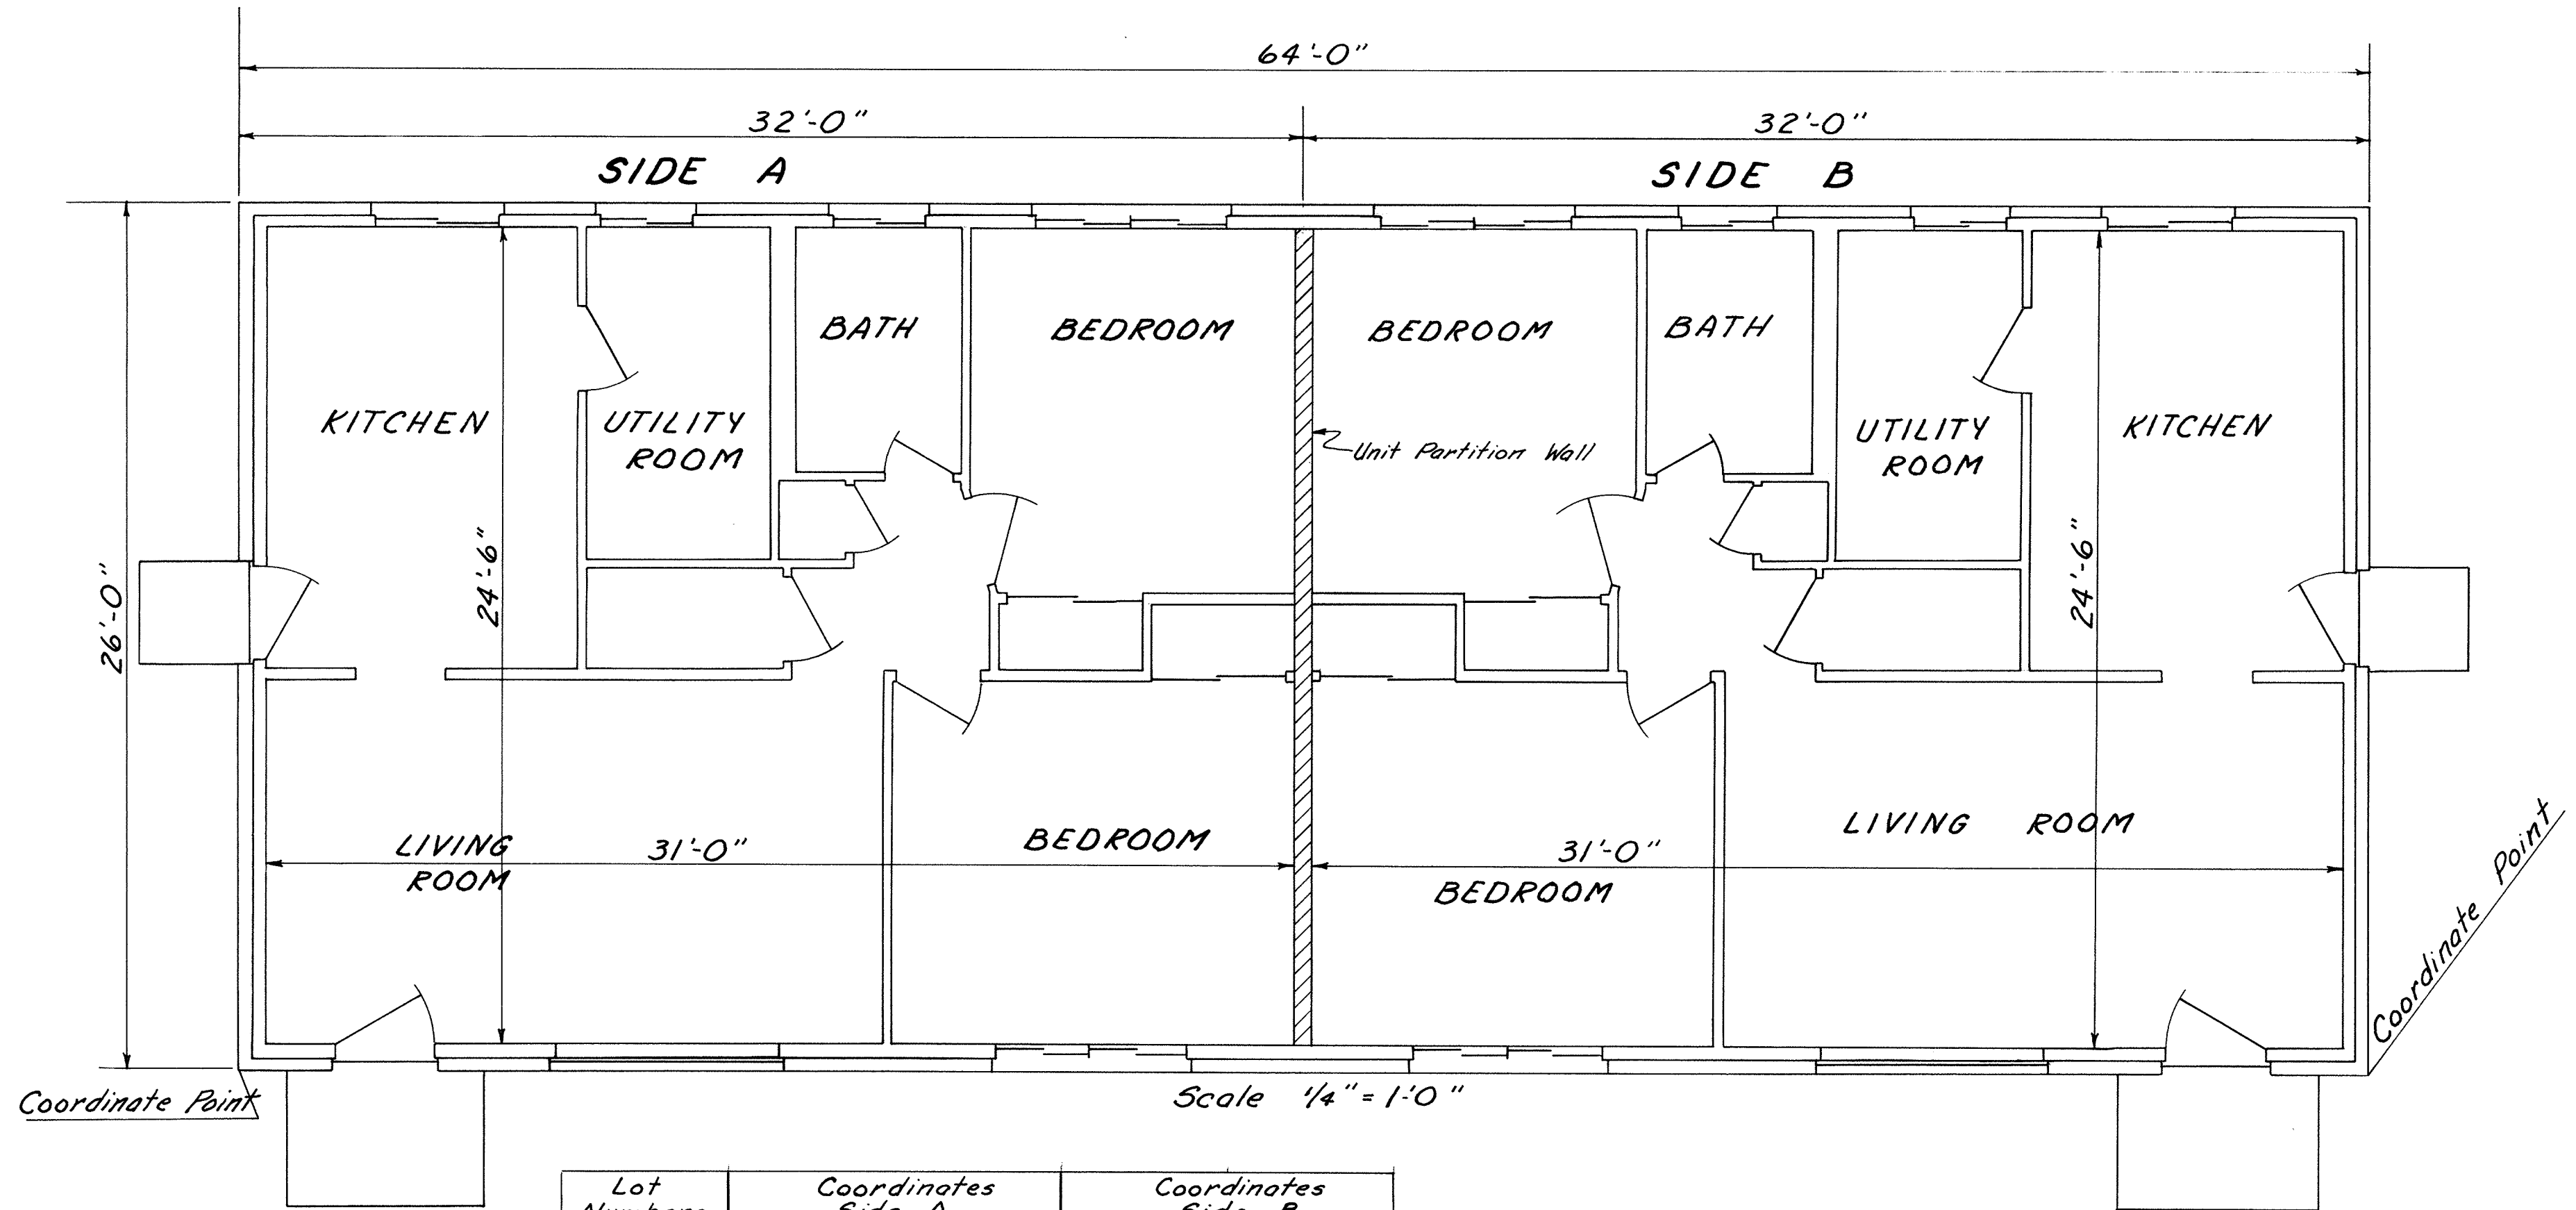 64'-0"
32'-0"
32'-0"
SIDE A
SIDE B
BATH
BEDROOM
BEDROOM
BATH
KITCHEN
UTILITY
ROOM
Unit Partition Wall
UTILITY
ROOM
KITCHEN
26'-0"
24'-6"
24'-6"
LIVING
ROOM
31'-0"
BEDROOM
31'-0"
BEDROOM
LIVING ROOM
Coordinate Point
Coordinate Point
Scale 1/4" = 1'-0"
Lot
Coordinates
Side A
Coordinates
Side B